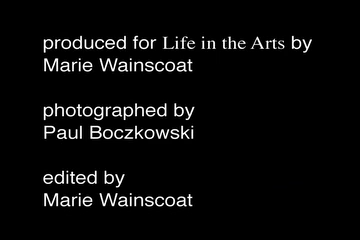 produced for Life in the Arts by
Marie Wainscoat
photographed by
Paul Boczkowski
edited by
Marie Wainscoat